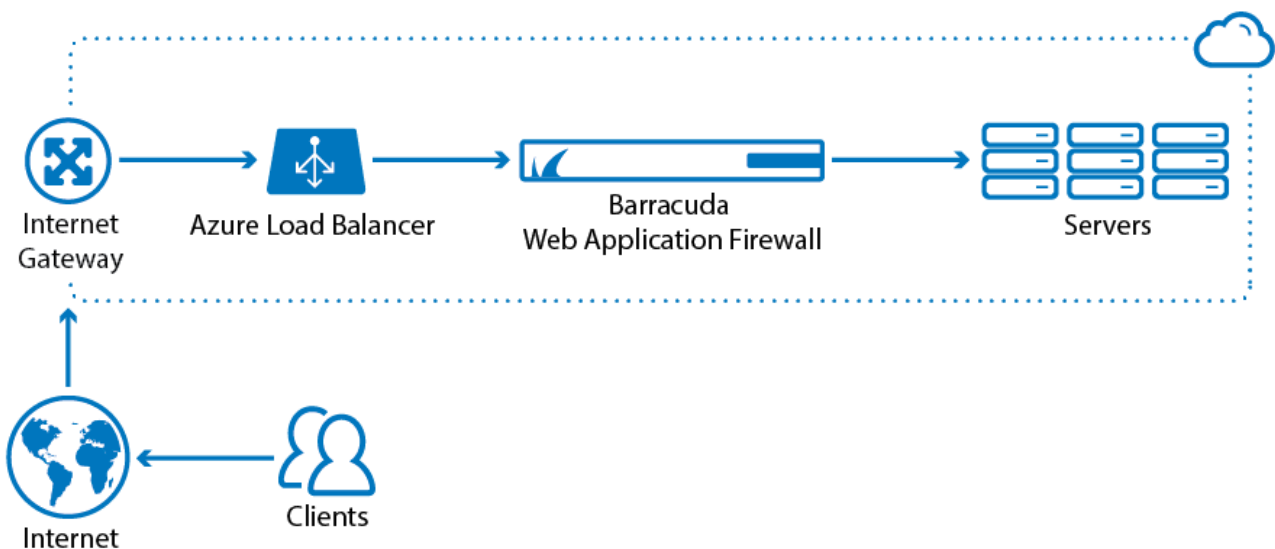 Internet
Gateway
Azure Load Balancer
Barracuda
Web Application Firewall
Servers
Internet
Clients